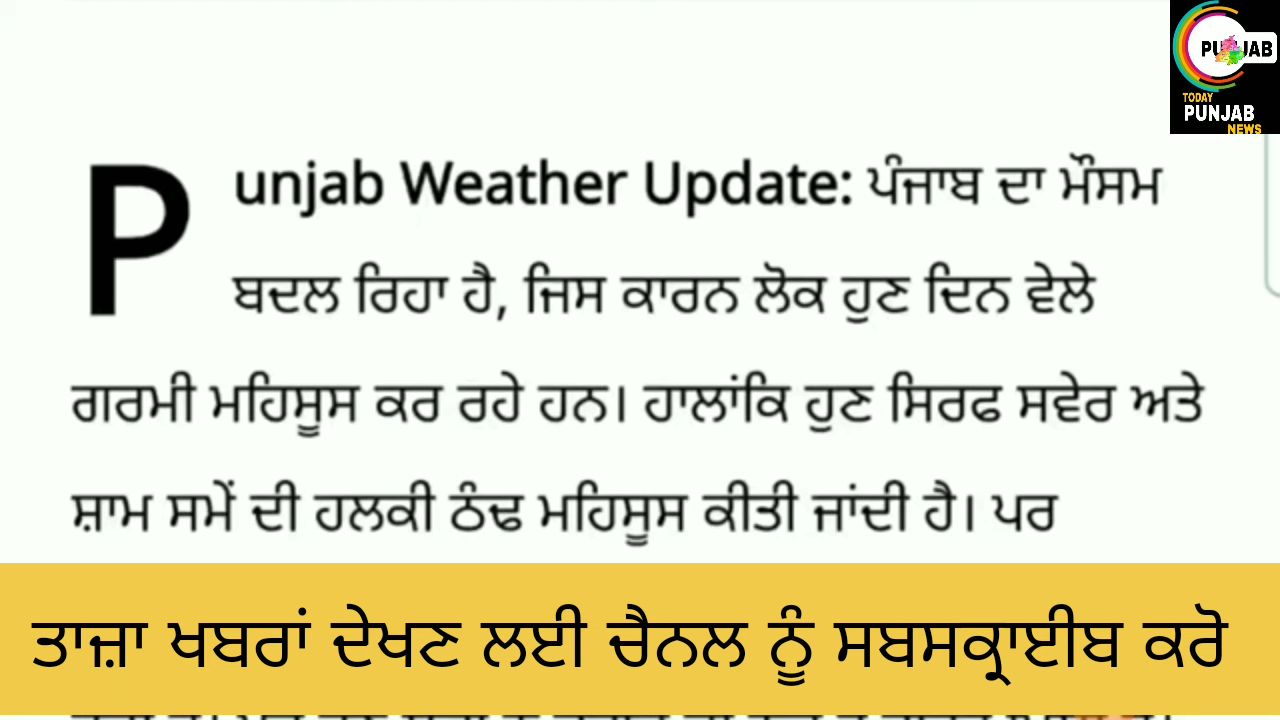 PUNJAB
TODAY
PUNJAB
NEWS
Punjab Weather Update: ਪੰਜਾਬ ਦਾ ਮੌਸਮ
ਬਦਲ ਰਿਹਾ ਹੈ, ਜਿਸ ਕਾਰਨ ਲੋਕ ਹੁਣ ਦਿਨ ਵੇਲੇ
ਗਰਮੀ ਮਹਿਸੂਸ ਕਰ ਰਹੇ ਹਨ। ਹਾਲਾਂਕਿ ਹੁਣ ਸਿਰਫ ਸਵੇਰ ਅਤੇ
ਸ਼ਾਮ ਸਮੇਂ ਦੀ ਹਲਕੀ ਠੰਢ ਮਹਿਸੂਸ ਕੀਤੀ ਜਾਂਦੀ ਹੈ। ਪਰ
ਤਾਜ਼ਾ ਖਬਰਾਂ ਦੇਖਣ ਲਈ ਚੈਨਲ ਨੂੰ ਸਬਸਕ੍ਰਾਈਬ ਕਰੋ